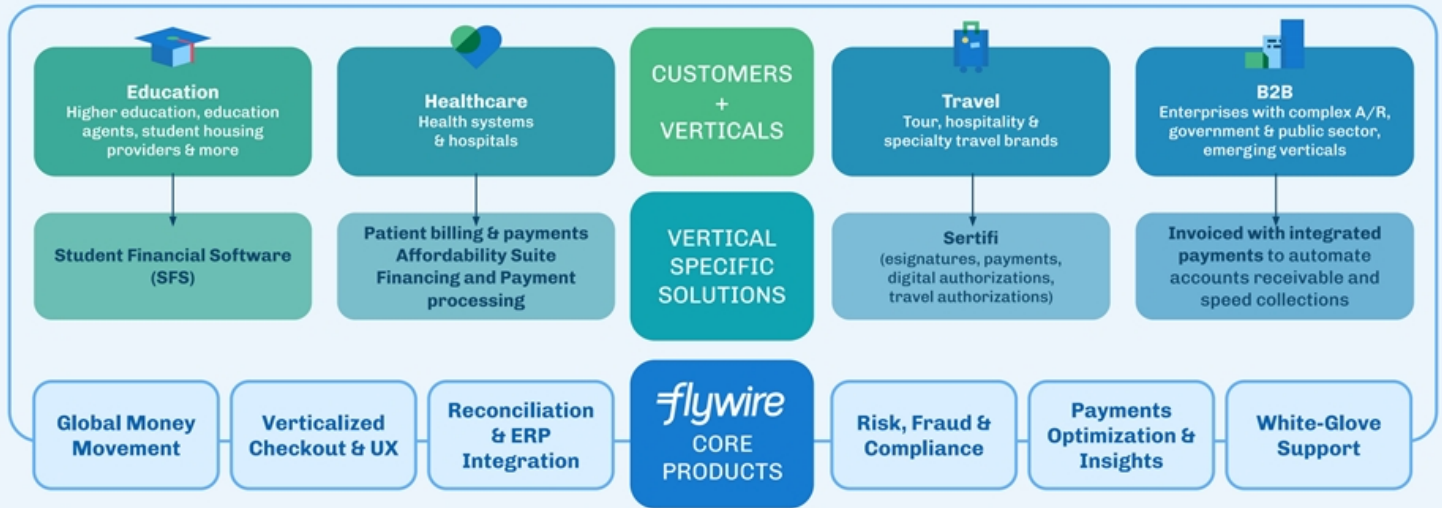 Education
Higher education, education
agents, student housing
providers & more
Healthcare
Health systems
& hospitals
CUSTOMERS
+
VERTICALS
Travel
Tour, hospitality &
specialty travel brands
B2B
Enterprises with complex A/R,
government & public sector,
emerging verticals
Student Financial Software
(SFS)
Patient billing & payments
Affordability Suite
Financing and Payment
processing
VERTICAL
SPECIFIC
SOLUTIONS
Sertifi
(esignatures, payments,
digital authorizations,
travel authorizations)
Invoiced with integrated
payments to automate
accounts receivable and
speed collections
Global Money
Movement
Verticalized
Checkout & UX
Reconciliation
& ERP
Integration
flywire
CORE
PRODUCTS
Risk, Fraud &
Compliance
Payments
Optimization &
Insights
White-Glove
Support